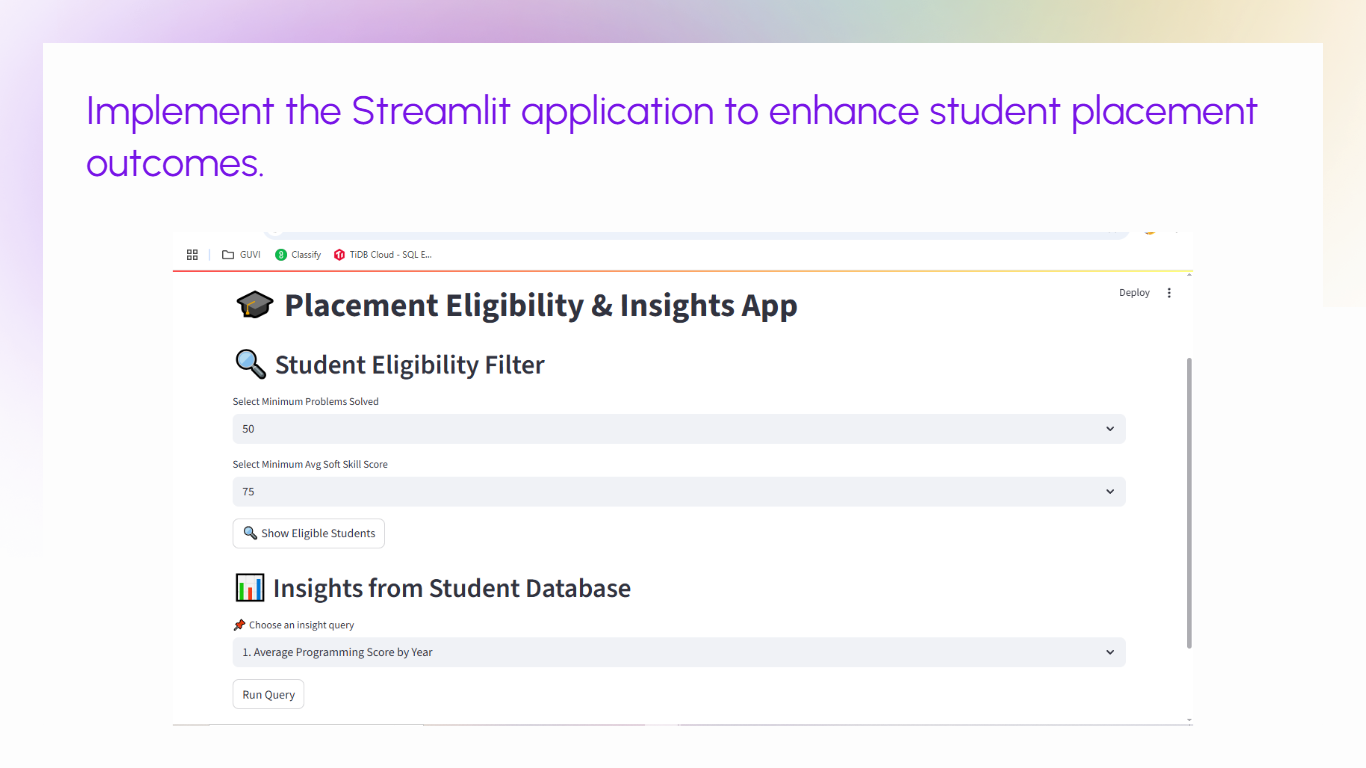 Implement the Streamlit application to enhance student placement
outcomes.
GUVI Classify TiDB Cloud - SQL E...
Deploy
Placement Eligibility & Insights App
Student Eligibility Filter
Select Minimum Problems Solved
50
Select Minimum Avg Soft Skill Score
75
Show Eligible Students
Insights from Student Database
Choose an insight query
1. Average Programming Score by Year
Run Query